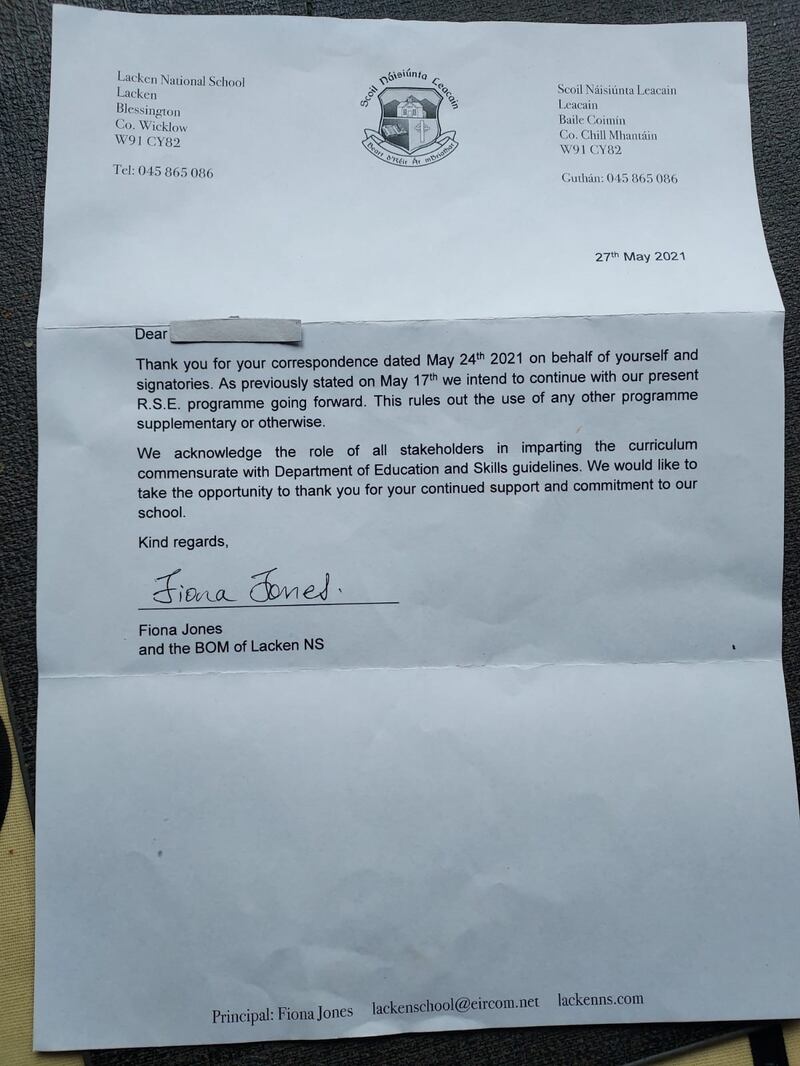 Lacken National School
Lacken
Blessington
Co. Wicklow
W91 CY82
Tel: 045 865 086
Scoil Náisiúnta Leacain
Beart d'réir Ár mBriathar
Scoil Náisiúnta Leacain
Leacain
Baile Coimín
Co. Chill Mhantáin
W91 CY82
Guthán: 045 865 086
27th May 2021
Dear
Thank you for your correspondence dated May 24th 2021 on behalf of yourself and
signatories. As previously stated on May 17th we intend to continue with our present
R.S.E. programme going forward. This rules out the use of any other programme
supplementary or otherwise.
We acknowledge the role of all stakeholders in imparting the curriculum
commensurate with Department of Education and Skills guidelines. We would like to
take the opportunity to thank you for your continued support and commitment to our
school.
Kind regards,
Fiona Jones.
Fiona Jones
and the BOM of Lacken NS
Principal: Fiona Jones lackenschool@eircom.net lackenns.com